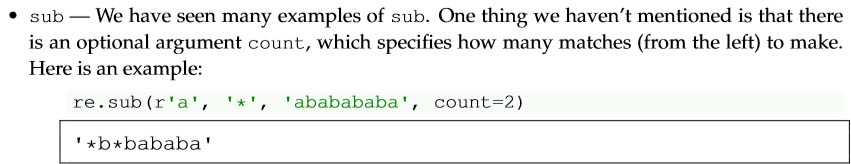 • sub — We have seen many examples of sub. One thing we haven’t mentioned is that there
is an optional argument count, which specifies how many matches (from the left) to make.
Here is an example:
re.sub(r'a', '*', 'ababababa', count=2)
'*b*bababa'